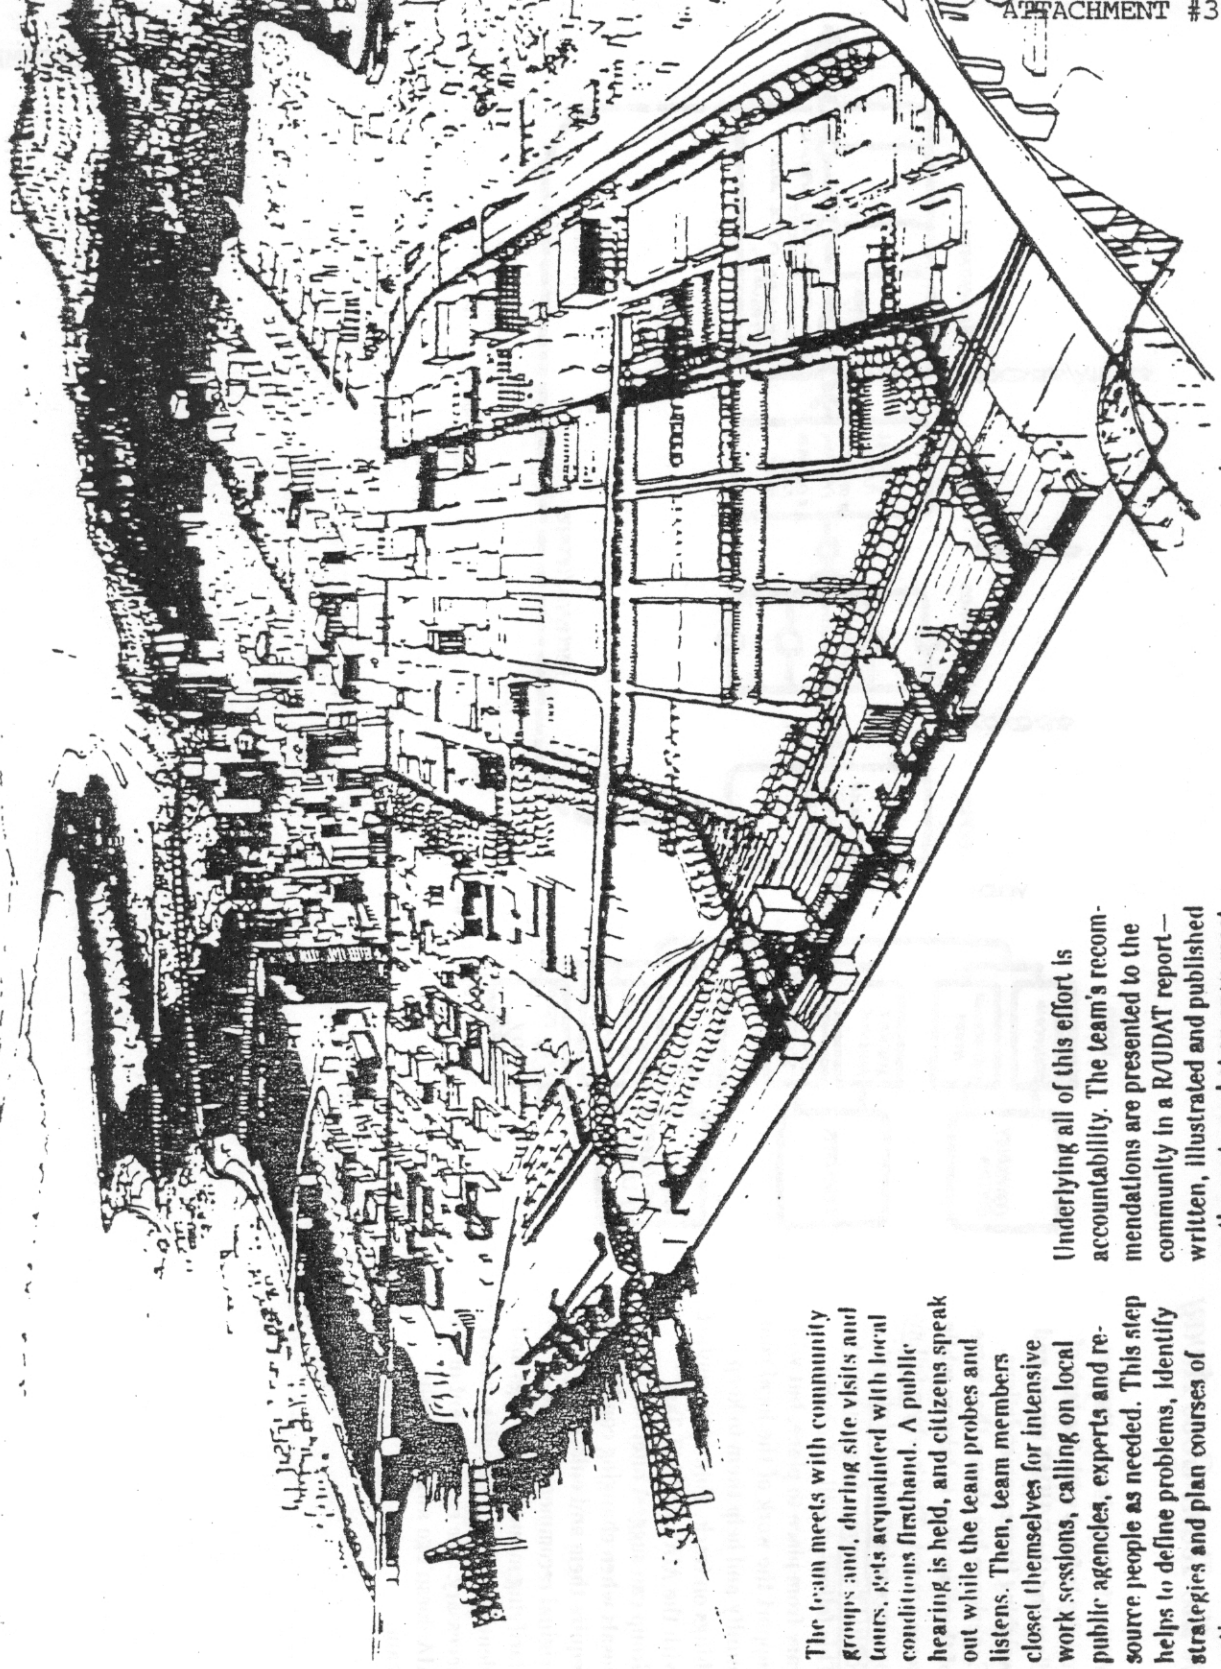 ATTACHMENT #3
The team meets with community
groups and, during site visits and
tours, gets acquainted with local
conditions firsthand. A public
hearing is held, and citizens speak
out while the team probes and
listens. Then, team members
closet themselves for intensive
work sessions, calling on local
public agencies, experts and re-
source people as needed. This step
helps to define problems, identify
strategies and plan courses of
Underlying all of this effort is
accountability. The team's recom-
mendations are presented to the
community in a R/UDAT report—
written, illustrated and published